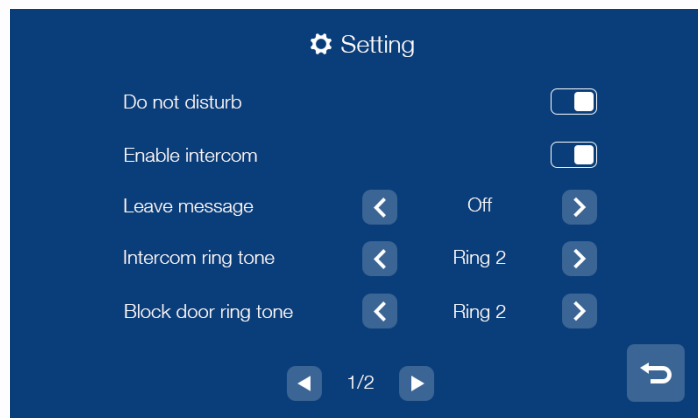 Setting
Do not disturb
Enable intercom
Leave message Off
Intercom ring tone Ring 2
Block door ring tone Ring 2
1/2